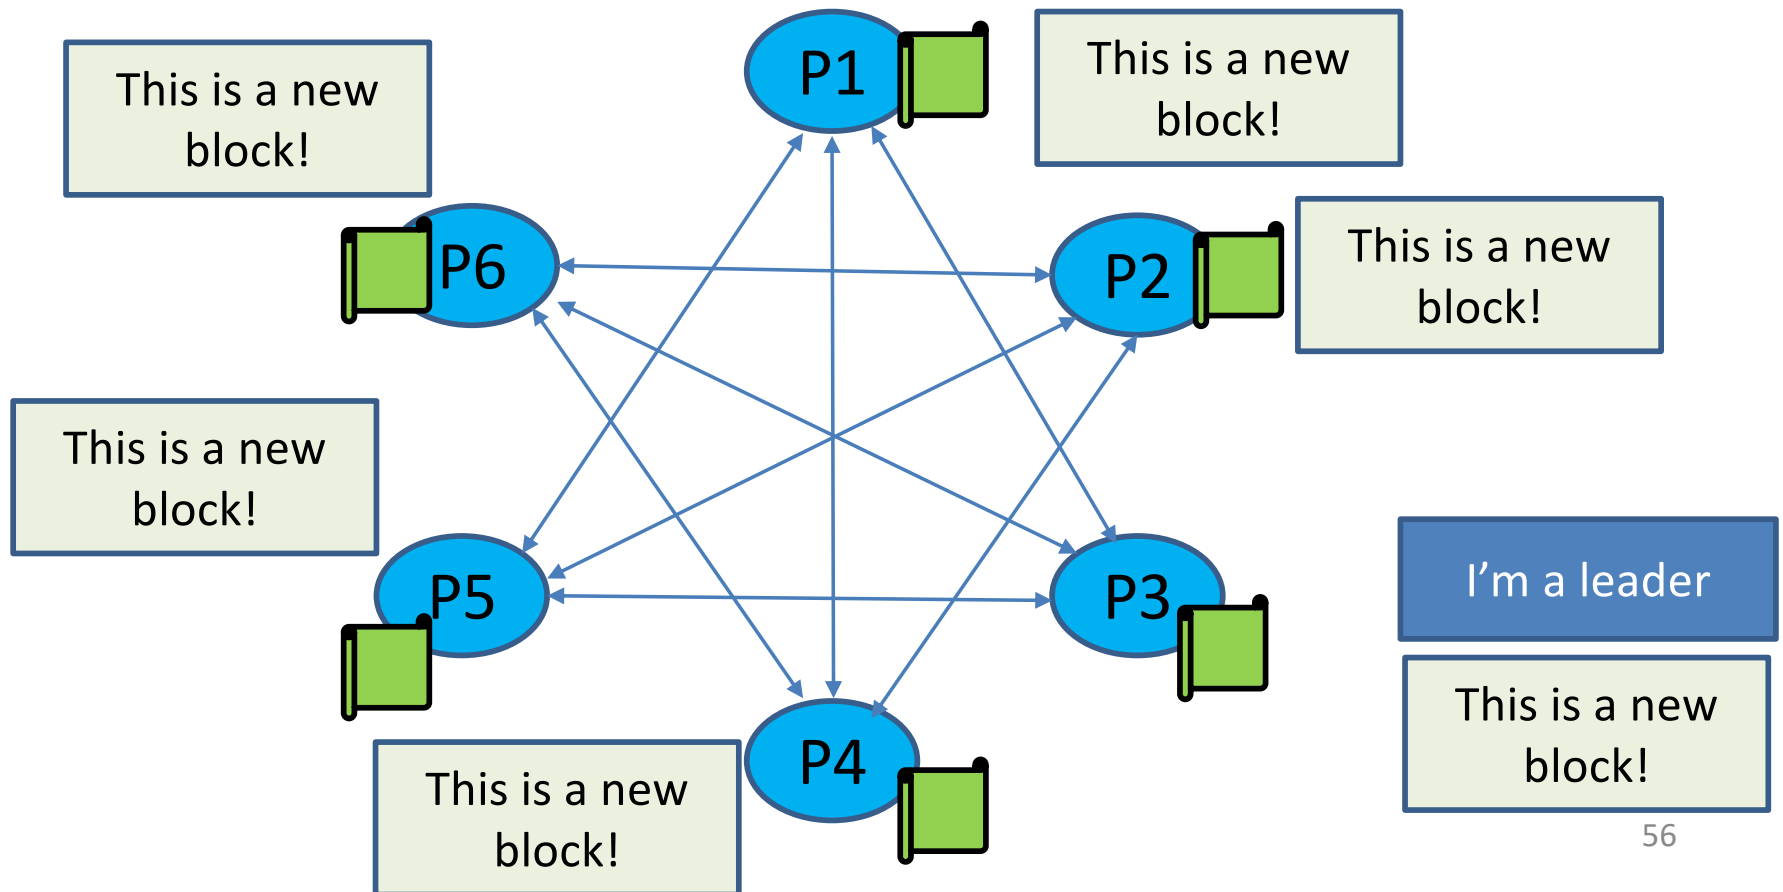 This is a new
block!
P1
This is a new
block!
P6
P2
This is a new
block!
This is a new
block!
P5
P3
I’m a leader
This is a new
block!
P4
This is a new
block!
56